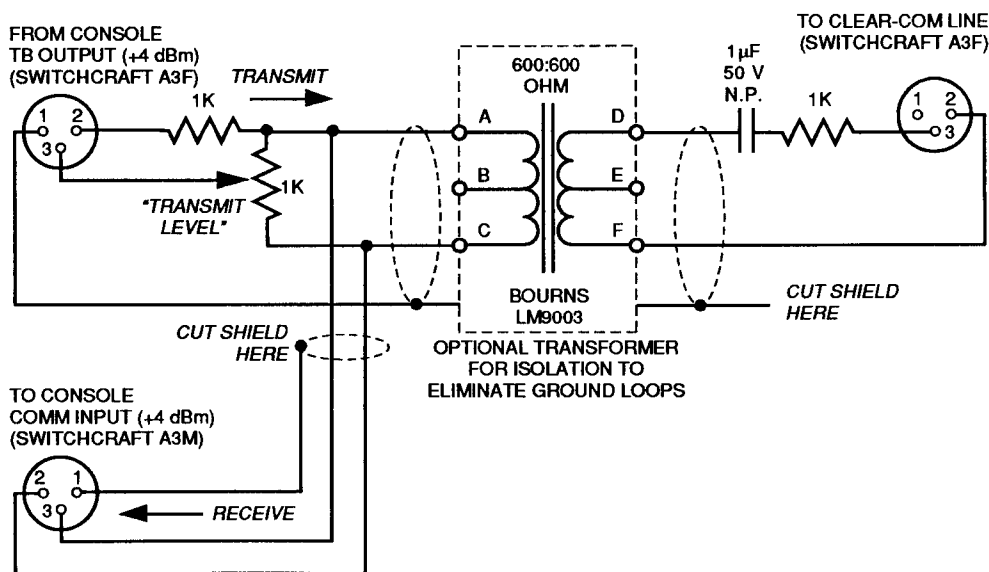 FROM CONSOLE
TB OUTPUT (+4 dBm)
(SWITCHCRAFT A3F)
1
2
3
1K
TRANSMIT
1K
"TRANSMIT
LEVEL"
600:600
OHM
A
B
C
D
E
F
BOURNS
LM9003
OPTIONAL TRANSFORMER
FOR ISOLATION TO
ELIMINATE GROUND LOOPS
1µF
50 V
N.P.
1K
TO CLEAR-COM LINE
(SWITCHCRAFT A3F)
1
2
3
CUT SHIELD
HERE
CUT SHIELD
HERE
TO CONSOLE
COMM INPUT (+4 dBm)
(SWITCHCRAFT A3M)
2
1
3
RECEIVE